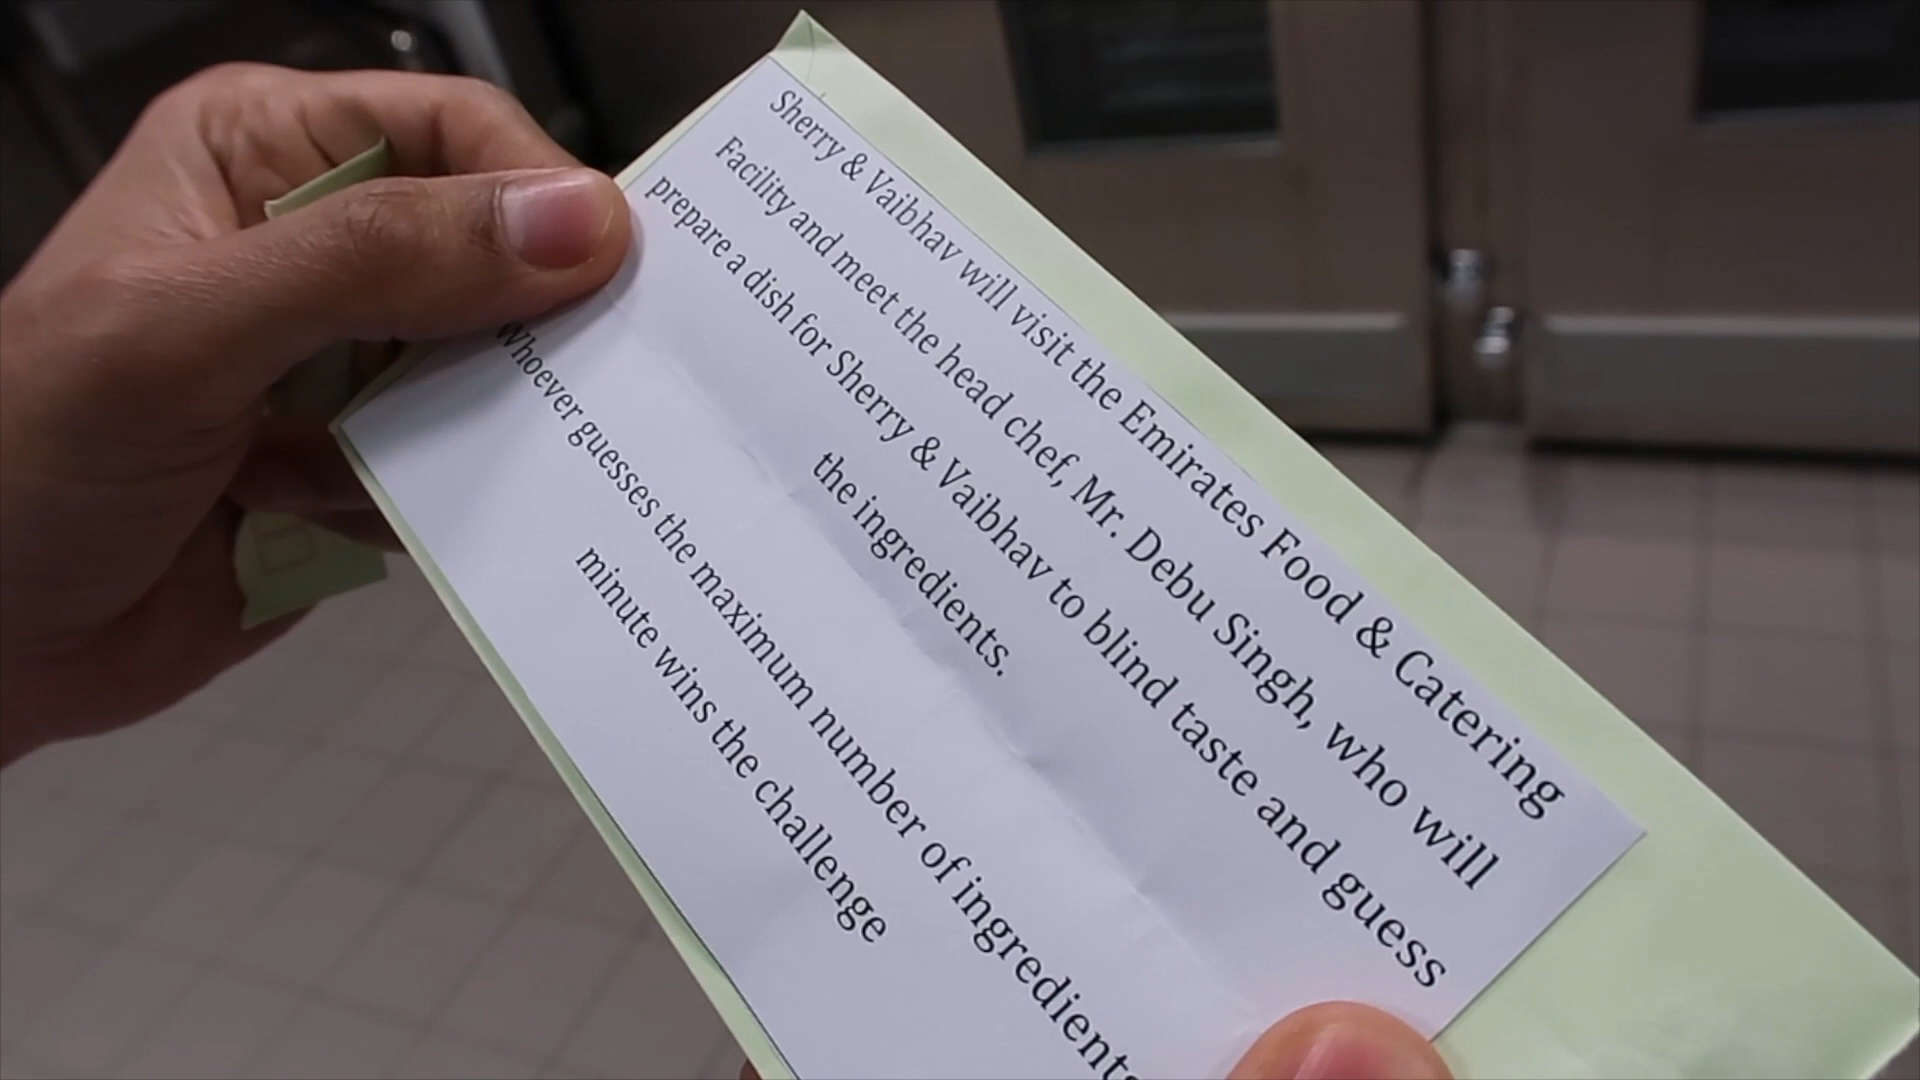 Sherry & Vaibhav will visit the Emirates Food & Catering
Facility and meet the head chef, Mr. Debu Singh, who will
prepare a dish for Sherry & Vaibhav to blind taste and guess
the ingredients.
Whoever guesses the maximum number of ingredients
minute wins the challenge